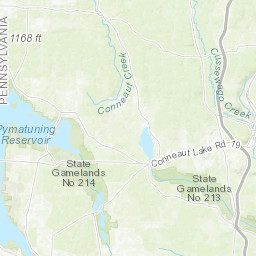 PENNSYLVANIA
1168 ft
Conneaut Creek
Cussewago
Creek
Pymatuning
Reservoir
Conneaut Lake Rd
19
State
Gamelands
No 214
State
Gamelands
No 213